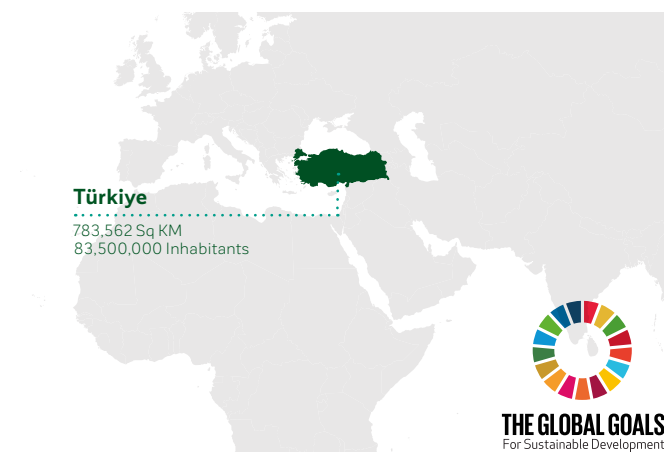 Türkiye
783,562 Sq KM
83,500,000 Inhabitants
THE GLOBAL GOALS
For Sustainable Development